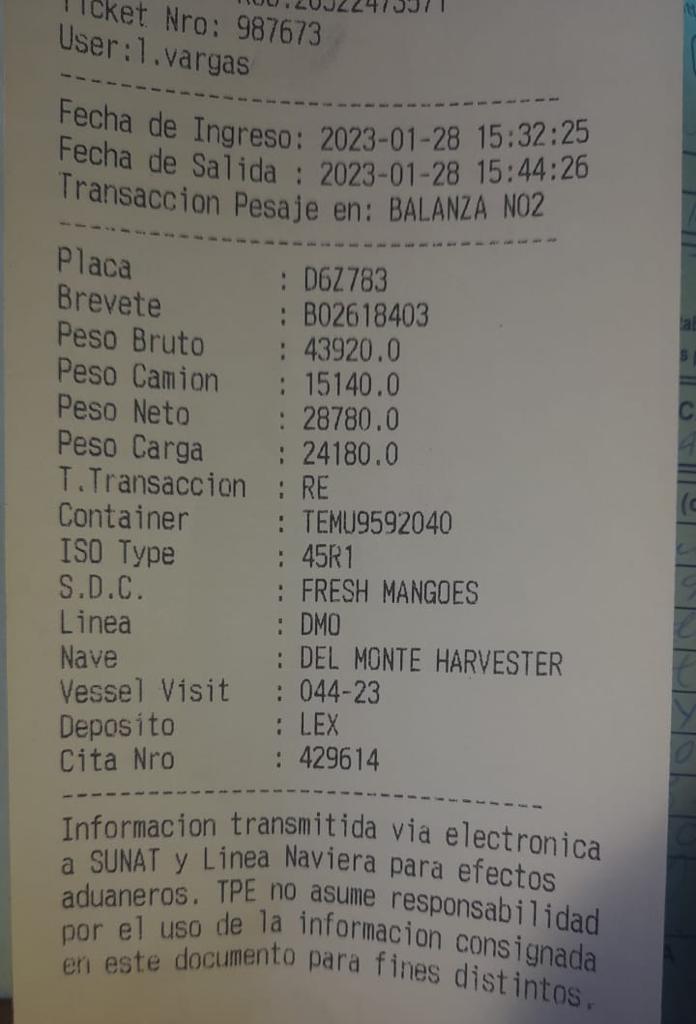 Ticket Nro: 987673
User:l.vargas
Fecha de Ingreso: 2023-01-28 15:32:25
Fecha de Salida : 2023-01-28 15:44:26
Transaccion Pesaje en: BALANZA NO2
Placa : D6Z783
Brevete : B02618403
Peso Bruto : 43920.0
Peso Camion : 15140.0
Peso Neto : 28780.0
Peso Carga : 24180.0
T.Transaccion : RE
Container : TEMU9592040
ISO Type : 45R1
S.D.C. : FRESH MANGOES
Linea : DMO
Nave : DEL MONTE HARVESTER
Vessel Visit : 044-23
Deposito : LEX
Cita Nro : 429614
Informacion transmitida via electronica
a SUNAT y Linea Naviera para efectos
aduaneros. TPE no asume responsabilidad
por el uso de la informacion consignada
en este documento para fines distintos.